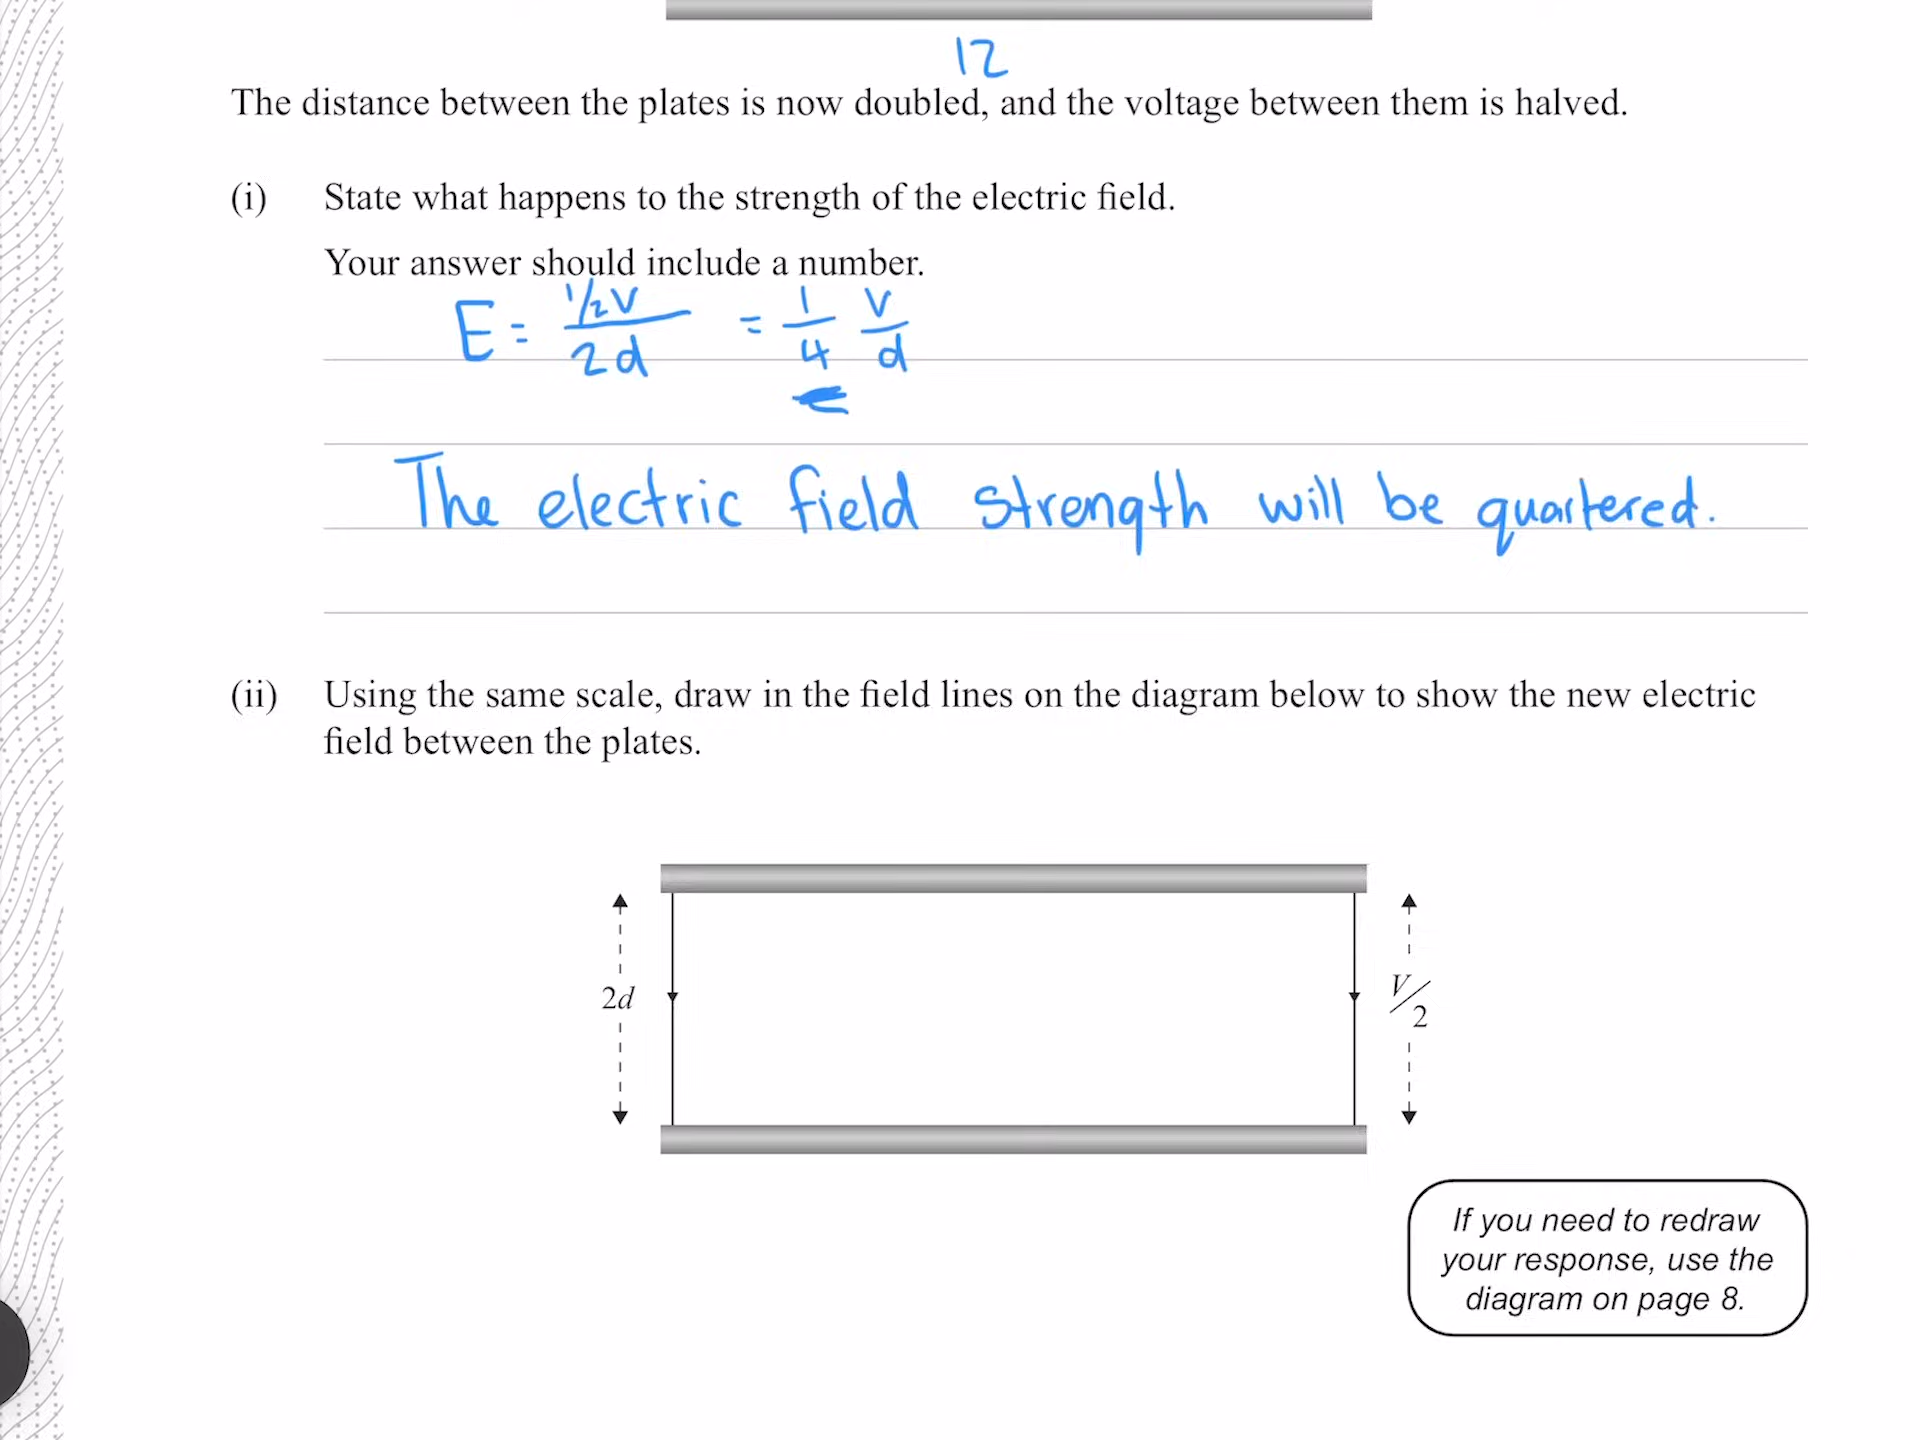 12
The distance between the plates is now doubled, and the voltage between them is halved.
(i) State what happens to the strength of the electric field.
Your answer should include a number.
E = ½V / 2d = 1/4 V/d
The electric field strength will be quartered.
(ii) Using the same scale, draw in the field lines on the diagram below to show the new electric
field between the plates.
2d
V/2
If you need to redraw
your response, use the
diagram on page 8.